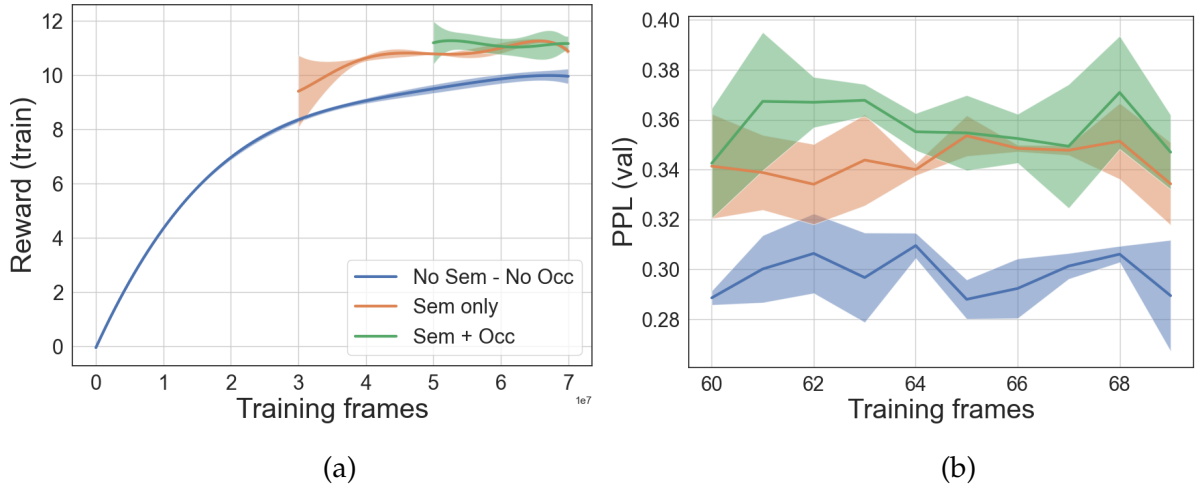 12
10
8
6
4
2
0
Reward (train)
No Sem - No Occ
Sem only
Sem + Occ
0 1 2 3 4 5 6 7
1e7
Training frames
(a)
0.40
0.38
0.36
0.34
0.32
0.30
0.28
PPL (val)
60 62 64 66 68
Training frames
(b)